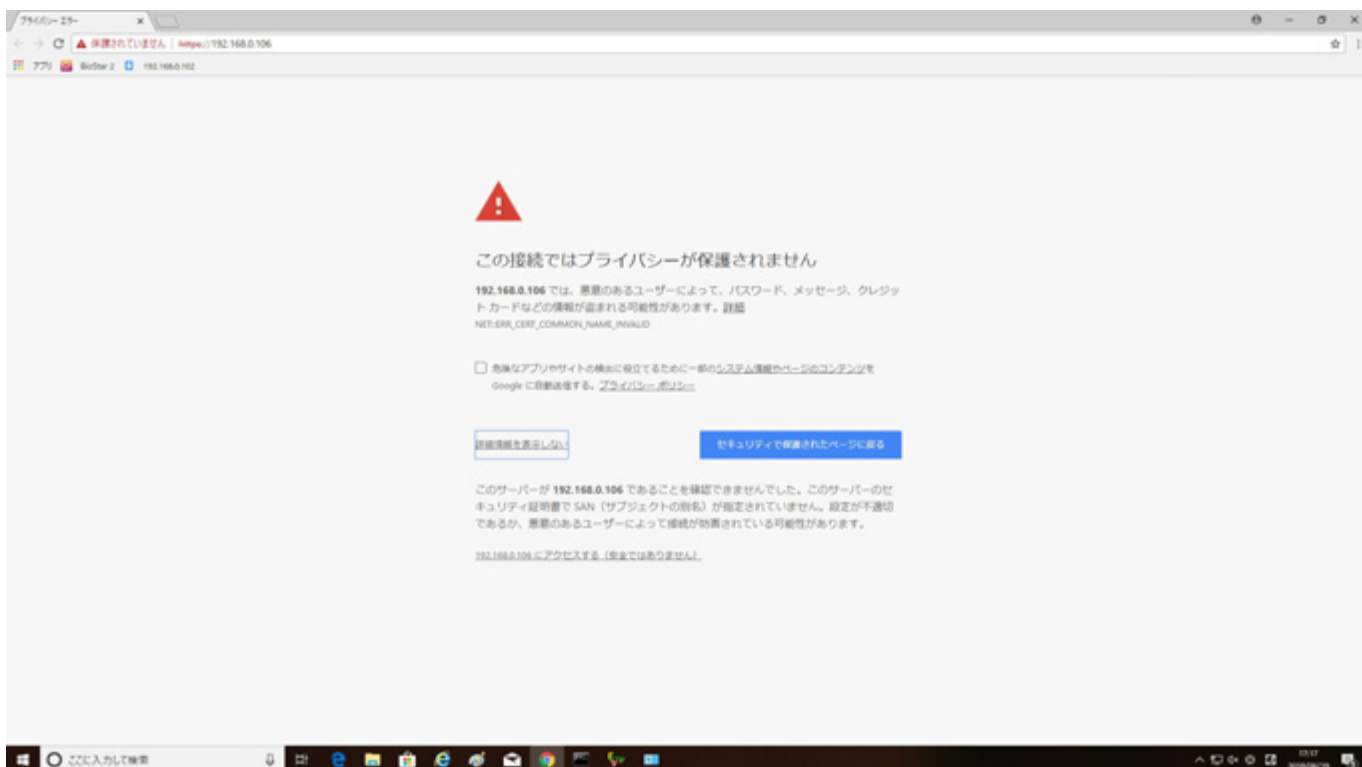 プライバシー エラー
保護されていません | https://192.168.0.106
アプリ BioStar 2 192.168.0.102
この接続ではプライバシーが保護されません
192.168.0.106 では、悪意のあるユーザーによって、パスワード、メッセージ、クレジッ
ト カードなどの情報が盗まれる可能性があります。詳細
NET::ERR_CERT_COMMON_NAME_INVALID
危険なアプリやサイトの検出に役立てるために一部のシステム情報やページのコンテンツを
Google に自動送信する。プライバシー ポリシー
詳細情報を表示しない
セキュリティで保護されたページに戻る
このサーバーが 192.168.0.106 であることを確認できませんでした。このサーバーのセ
キュリティ証明書で SAN（サブジェクトの別名）が指定されていません。設定が不適切
であるか、悪意のあるユーザーによって接続が妨害されている可能性があります。
192.168.0.106 にアクセスする（安全ではありません）
ここに入力して検索
17:17